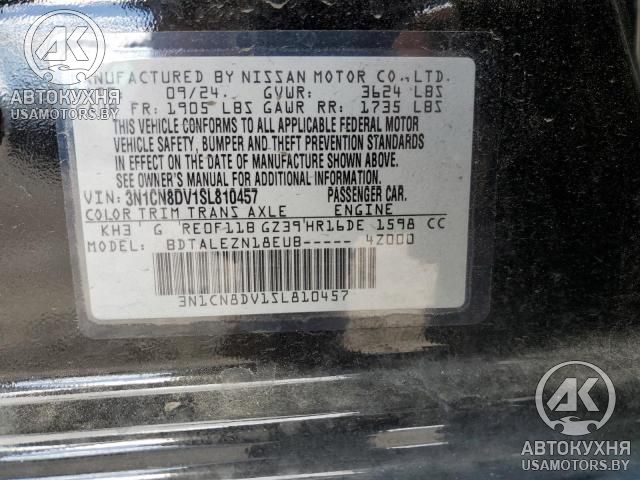 AK
АВТОКУХНЯ
USAMOTORS.BY
MANUFACTURED BY NISSAN MOTOR CO.,LTD.
09/24 GVWR: 3624 LBS
FR: 1905 LBS GAWR RR: 1735 LBS
THIS VEHICLE CONFORMS TO ALL APPLICABLE FEDERAL MOTOR
VEHICLE SAFETY, BUMPER AND THEFT PREVENTION STANDARDS
IN EFFECT ON THE DATE OF MANUFACTURE SHOWN ABOVE.
SEE OWNER'S MANUAL FOR ADDITIONAL INFORMATION.
VIN: 3N1CN8DV1SL810457 PASSENGER CAR.
COLOR TRIM TRANS AXLE ENGINE
KH3 G RE0F11B GZ39 HR16DE 1598 CC
MODEL: BDTALEZN18EUB----- 4Z000
3N1CN8DV1SL810457
AK
АВТОКУХНЯ
USAMOTORS.BY